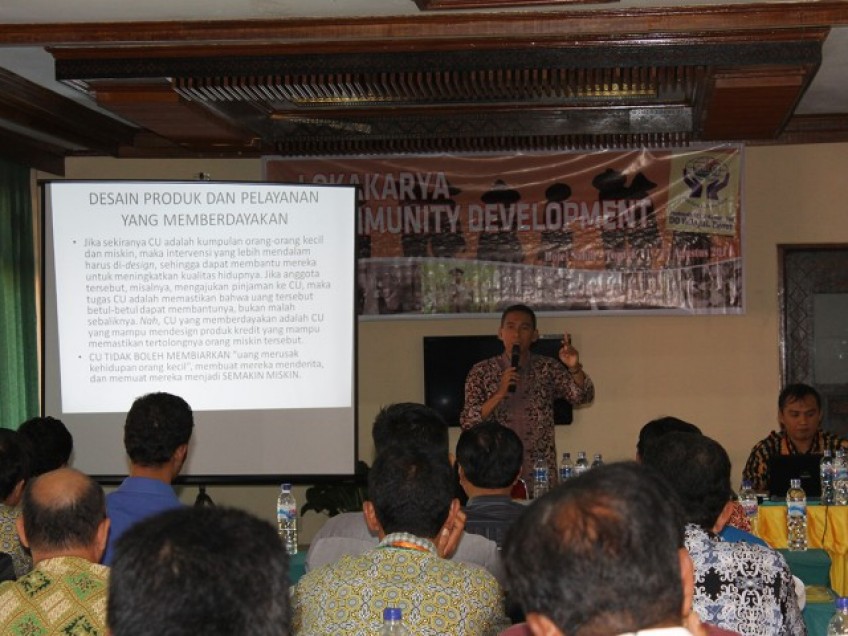 DESAIN PRODUK DAN PELAYANAN
YANG MEMBERDAYAKAN
• Jika sekiranya CU adalah kumpulan orang-orang kecil
dan miskin, maka intervensi yang lebih mendalam
harus di-design, sehingga dapat membantu mereka
untuk meningkatkan kualitas hidupnya. Jika anggota
tersebut, misalnya, mengajukan pinjaman ke CU, maka
tugas CU adalah memastikan bahwa uang tersebut
betul-betul dapat membantunya, bukan malah
sebaliknya. Nah, CU yang memberdayakan adalah CU
yang mampu mendesign produk kredit yang mampu
memastikan tertolongnya orang miskin tersebut.
• CU TIDAK BOLEH MEMBIARKAN "uang merusak
kehidupan orang kecil", membuat mereka menderita,
dan memuat mereka menjadi SEMAKIN MISKIN.
LOKAKARYA
COMMUNITY DEVELOPMENT